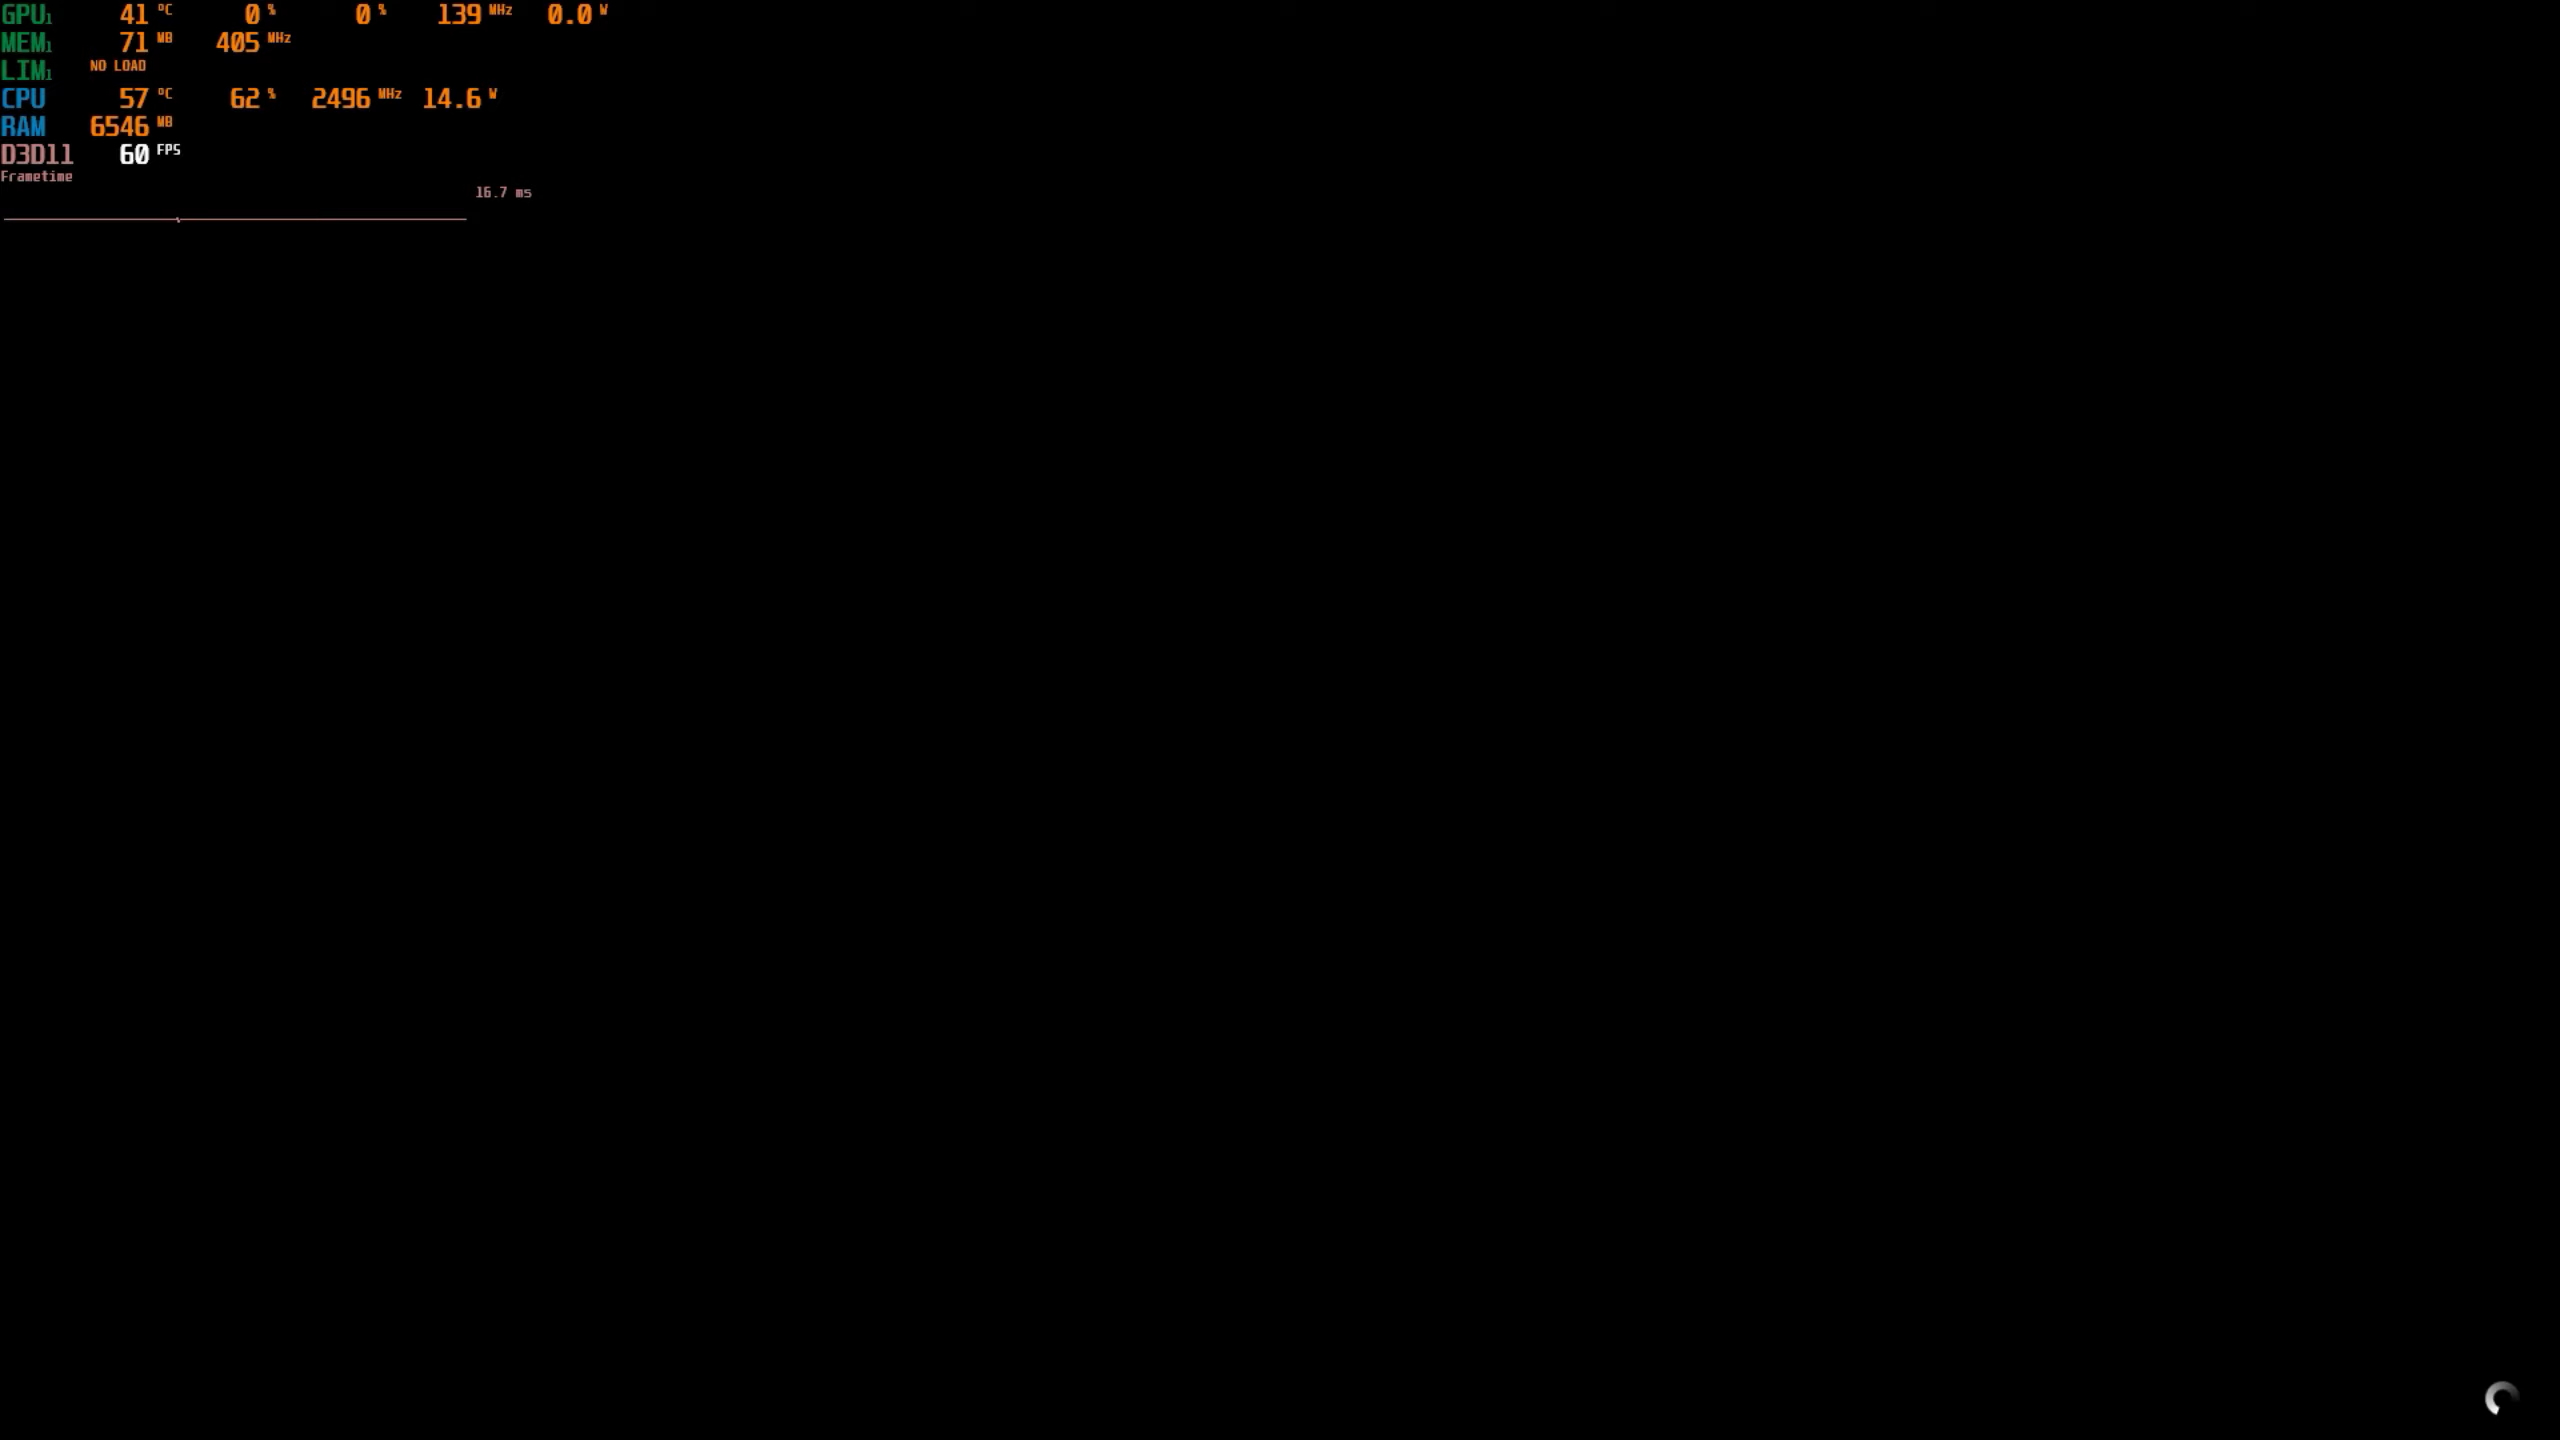 GPU1 41 °C 0 % 0 % 139 MHz 0.0 W
MEM1 71 MB 405 MHz
LIM1 NO LOAD
CPU 57 °C 62 % 2496 MHz 14.6 W
RAM 6546 MB
D3D11 60 FPS
Frametime
16.7 ms